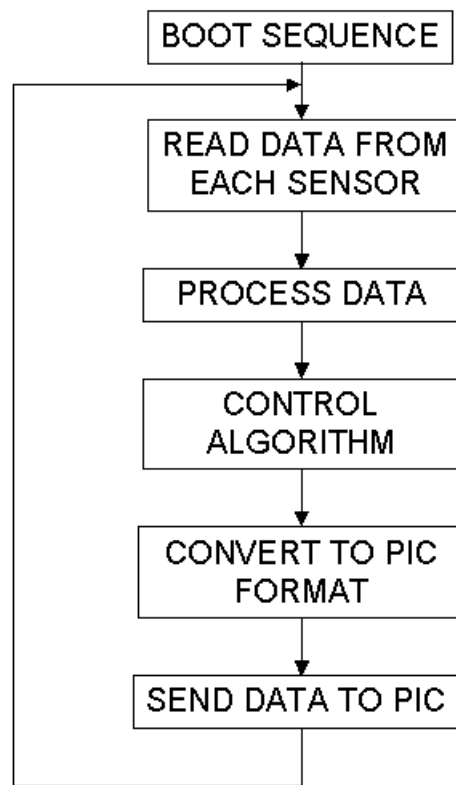 BOOT SEQUENCE
READ DATA FROM
EACH SENSOR
PROCESS DATA
CONTROL
ALGORITHM
CONVERT TO PIC
FORMAT
SEND DATA TO PIC